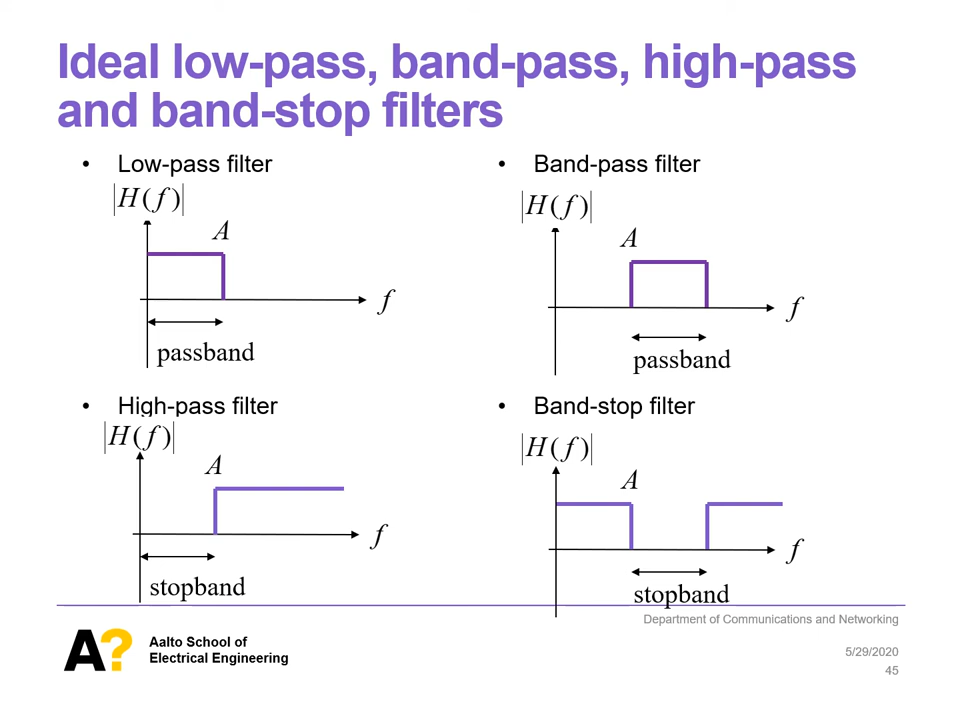 Ideal low-pass, band-pass, high-pass
and band-stop filters
• Low-pass filter
|H(f)|
A
f
passband
• Band-pass filter
|H(f)|
A
f
passband
• High-pass filter
|H(f)|
A
f
stopband
• Band-stop filter
|H(f)|
A
f
stopband
Department of Communications and Networking
A?
Aalto School of
Electrical Engineering
5/29/2020
45